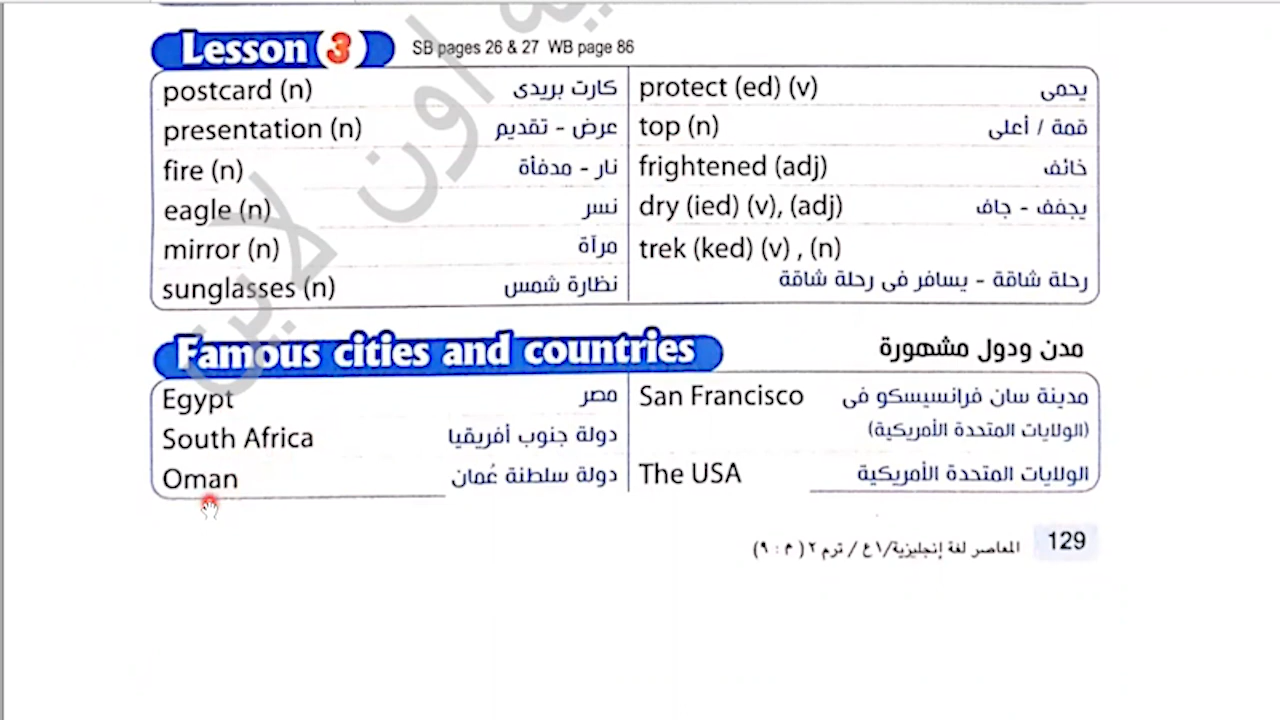 Lesson 3 SB pages 26 & 27 WB page 86
postcard (n) كارت بريدى
presentation (n) عرض - تقديم
fire (n) نار - مدفأة
eagle (n) نسر
mirror (n) مرآة
sunglasses (n) نظارة شمس
protect (ed) (v) يحمى
top (n) قمة / أعلى
frightened (adj) خائف
dry (ied) (v), (adj) يجفف - جاف
trek (ked) (v) , (n)
رحلة شاقة - يسافر فى رحلة شاقة
Famous cities and countries مدن ودول مشهورة
Egypt مصر
South Africa دولة جنوب أفريقيا
Oman دولة سلطنة عُمان
San Francisco مدينة سان فرانسيسكو فى
(الولايات المتحدة الأمريكية)
The USA الولايات المتحدة الأمريكية
المعاصر لغة إنجليزية/١ع / ترم ٢ (م : ٩) 129
اون لاين